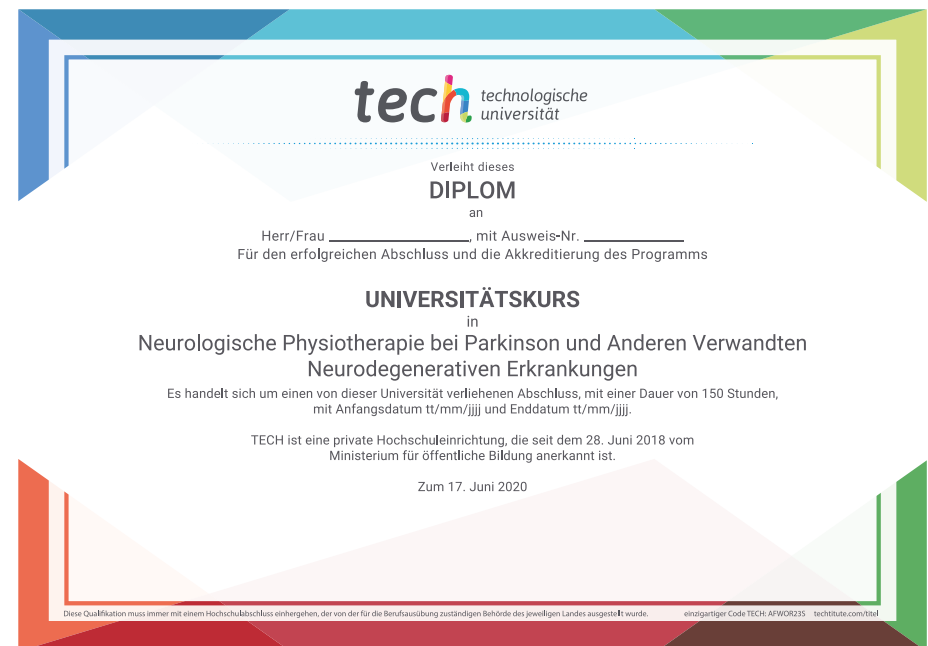 tech technologische
universität
Verleiht dieses
DIPLOM
an
Herr/Frau ____________, mit Ausweis-Nr. ____________
Für den erfolgreichen Abschluss und die Akkreditierung des Programms
UNIVERSITÄTSKURS
in
Neurologische Physiotherapie bei Parkinson und Anderen Verwandten
Neurodegenerativen Erkrankungen
Es handelt sich um einen von dieser Universität verliehenen Abschluss, mit einer Dauer von 150 Stunden,
mit Anfangsdatum tt/mm/jjjj und Enddatum tt/mm/jjjj.
TECH ist eine private Hochschuleinrichtung, die seit dem 28. Juni 2018 vom
Ministerium für öffentliche Bildung anerkannt ist.
Zum 17. Juni 2020
Diese Qualifikation muss immer mit einem Hochschulabschluss einhergehen, der von der für die Berufsausübung zuständigen Behörde des jeweiligen Landes ausgestellt wurde. einzigartiger Code TECH: AFWOR23S techtitute.com/titel